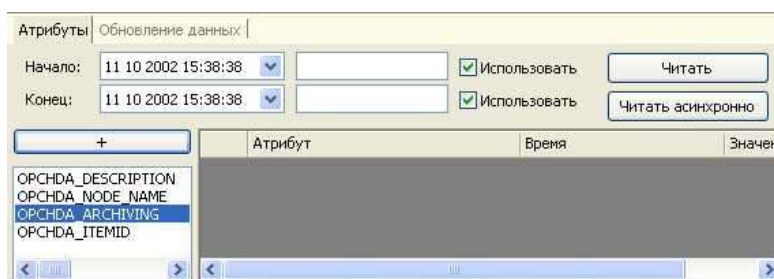 Атрибуты Обновление данных
Начало: 11 10 2002 15:38:38 Использовать Читать
Конец: 11 10 2002 15:38:38 Использовать Читать асинхронно
+ Атрибут Время Значен
OPCHDA_DESCRIPTION
OPCHDA_NODE_NAME
OPCHDA_ARCHIVING
OPCHDA_ITEMID